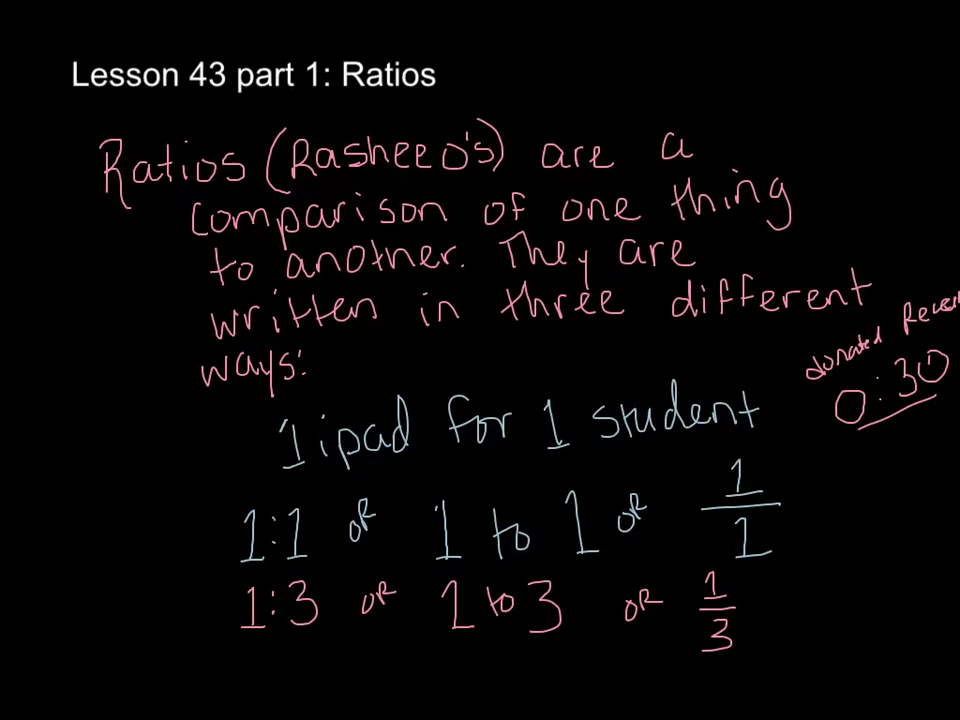 Lesson 43 part 1: Ratios
Ratios (Rasheed's) are a
comparison of one thing
to another. They are
written in three different
ways:
donated
0:30
1 ipad for 1 student
1:1 or 1 to 1 or 1/1
1:3 or 1 to 3 or 1/3